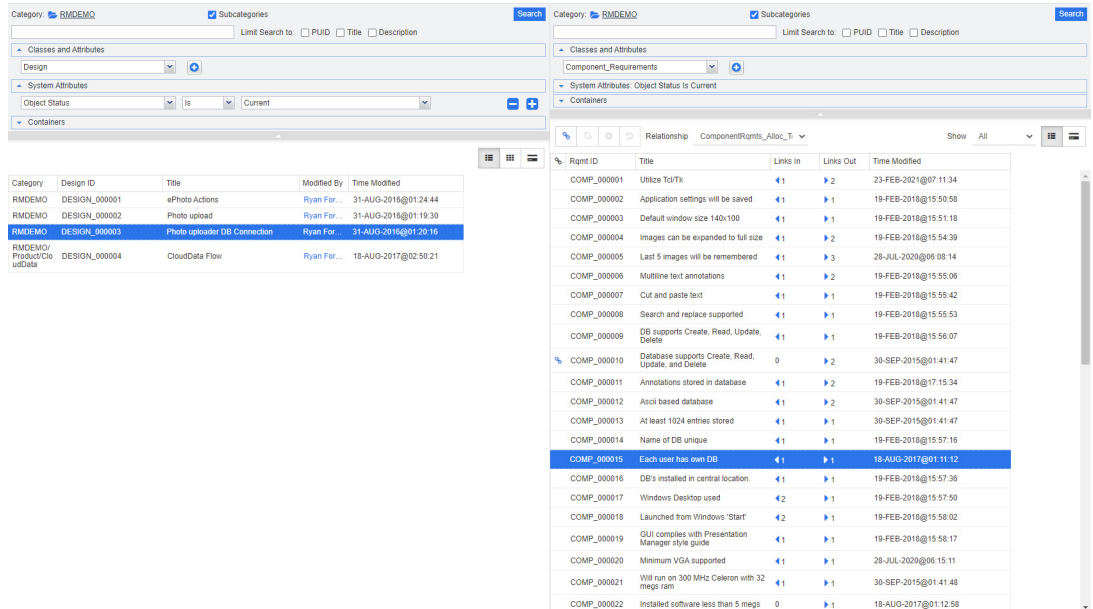 Category: RMDEMO Subcategories Search
Limit Search to: PUID Title Description
Classes and Attributes
Design
System Attributes
Object Status Is Current
Containers
Category Design ID Title Modified By Time Modified
RMDEMO DESIGN_000001 ePhoto Actions Ryan For... 31-AUG-2016@01:24:44
RMDEMO DESIGN_000002 Photo upload Ryan For... 31-AUG-2016@01:19:30
RMDEMO DESIGN_000003 Photo uploader DB Connection Ryan For... 31-AUG-2016@01:20:16
RMDEMO/
Product/Clo DESIGN_000004 CloudData Flow Ryan For... 18-AUG-2017@02:50:21
udData
Category: RMDEMO Subcategories Search
Limit Search to: PUID Title Description
Classes and Attributes
Component_Requirements
System Attributes: Object Status Is Current
Containers
Relationship ComponentRqmts_Alloc_T Show All
Rqmt ID Title Links In Links Out Time Modified
COMP_000001 Utilize Tcl/Tk 1 2 23-FEB-2021@07:11:34
COMP_000002 Application settings will be saved 1 1 19-FEB-2018@15:50:58
COMP_000003 Default window size 140x100 1 1 19-FEB-2018@15:51:18
COMP_000004 Images can be expanded to full size 1 2 19-FEB-2018@15:54:39
COMP_000005 Last 5 images will be remembered 1 3 28-JUL-2020@06:08:14
COMP_000006 Multiline text annotations 1 2 19-FEB-2018@15:55:06
COMP_000007 Cut and paste text 1 1 19-FEB-2018@15:55:42
COMP_000008 Search and replace supported 1 1 19-FEB-2018@15:55:53
COMP_000009 DB supports Create, Read, Update, 1 1 19-FEB-2018@15:56:07
Delete
COMP_000010 Database supports Create, Read, 0 2 30-SEP-2015@01:41:47
Update, and Delete
COMP_000011 Annotations stored in database 1 2 19-FEB-2018@17:15:34
COMP_000012 Ascii based database 1 2 30-SEP-2015@01:41:47
COMP_000013 At least 1024 entries stored 1 1 30-SEP-2015@01:41:47
COMP_000014 Name of DB unique 1 1 19-FEB-2018@15:57:16
COMP_000015 Each user has own DB 1 1 18-AUG-2017@01:11:12
COMP_000016 DB's installed in central location. 1 1 19-FEB-2018@15:57:36
COMP_000017 Windows Desktop used 2 1 19-FEB-2018@15:57:50
COMP_000018 Launched from Windows 'Start' 2 1 19-FEB-2018@15:58:02
COMP_000019 GUI complies with Presentation 1 1 19-FEB-2018@15:58:17
Manager style guide
COMP_000020 Minimum VGA supported 1 1 28-JUL-2020@06:15:11
COMP_000021 Will run on 300 MHz Celeron with 32 1 1 30-SEP-2015@01:41:48
megs ram
COMP_000022 Installed software less than 5 megs 0 1 18-AUG-2017@01:12:58